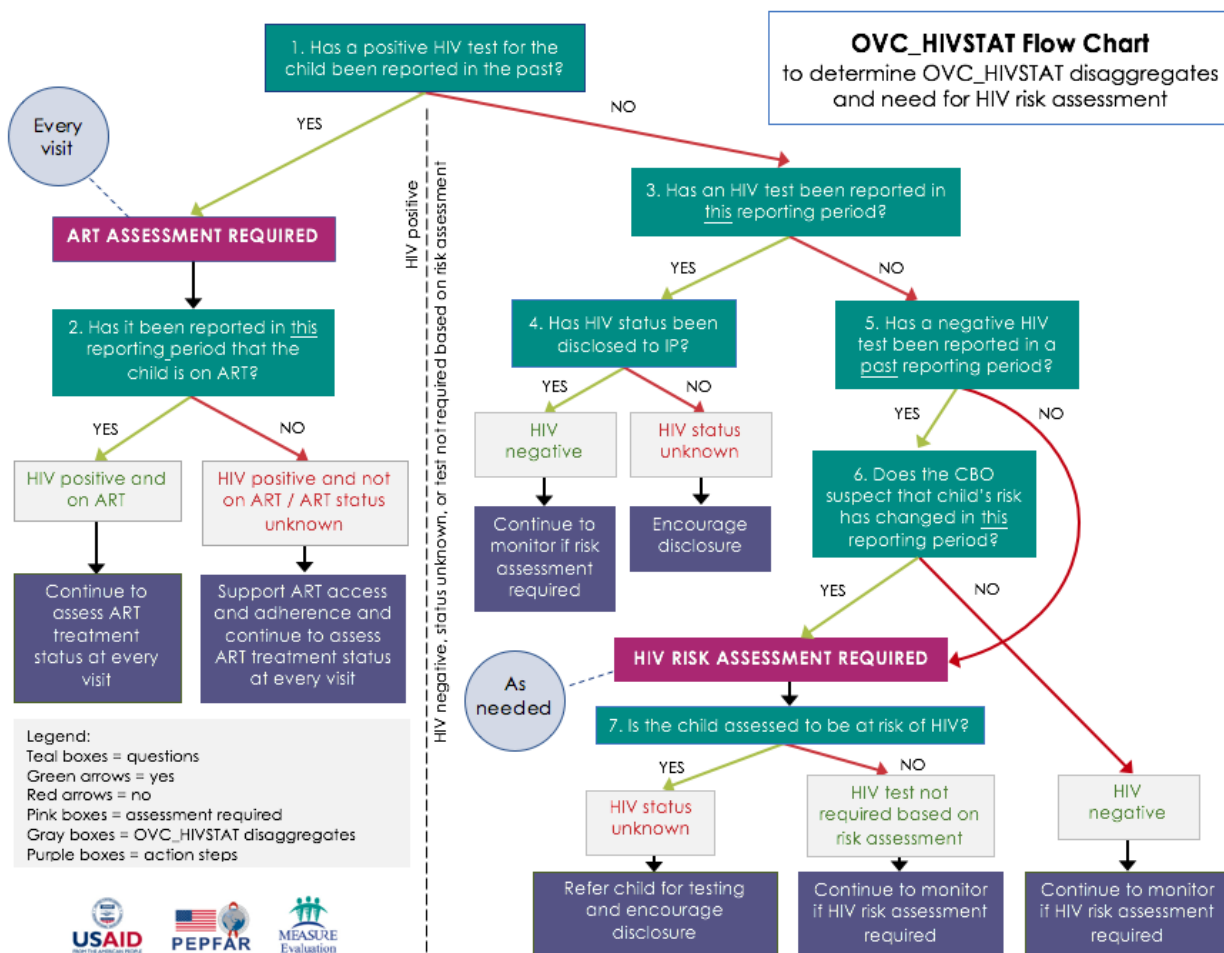 OVC_HIVSTAT Flow Chart
to determine OVC_HIVSTAT disaggregates
and need for HIV risk assessment
1. Has a positive HIV test for the
child been reported in the past?
YES
NO
Every
visit
ART ASSESSMENT REQUIRED
2. Has it been reported in this
reporting period that the
child is on ART?
YES
NO
HIV positive and
on ART
HIV positive and not
on ART / ART status
unknown
Continue to
assess ART
treatment
status at every
visit
Support ART access
and adherence and
continue to assess
ART treatment status
at every visit
HIV positive
HIV negative, status unknown, or test not required based on risk assessment
3. Has an HIV test been reported in
this reporting period?
YES
NO
4. Has HIV status been
disclosed to IP?
YES
NO
HIV
negative
HIV status
unknown
Continue to
monitor if risk
assessment
required
Encourage
disclosure
5. Has a negative HIV
test been reported in a
past reporting period?
YES
NO
6. Does the CBO
suspect that child's risk
has changed in this
reporting period?
YES
NO
As
needed
HIV RISK ASSESSMENT REQUIRED
7. Is the child assessed to be at risk of HIV?
YES
NO
HIV status
unknown
HIV test not
required based on
risk assessment
HIV
negative
Refer child for testing
and encourage
disclosure
Continue to monitor
if HIV risk assessment
required
Continue to monitor
if HIV risk assessment
required
Legend:
Teal boxes = questions
Green arrows = yes
Red arrows = no
Pink boxes = assessment required
Gray boxes = OVC_HIVSTAT disaggregates
Purple boxes = action steps
USAID
FROM THE AMERICAN PEOPLE
PEPFAR
MEASURE
Evaluation